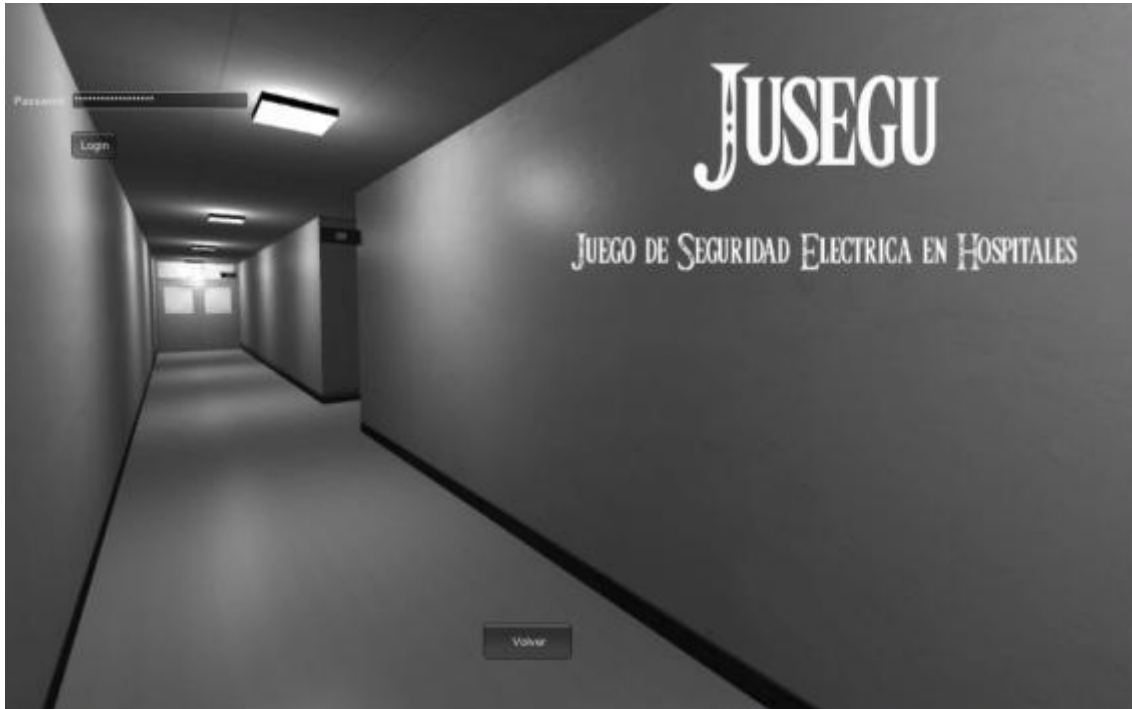 Password
JUSEGU
Login
JUEGO DE SEGURIDAD ELECTRICA EN HOSPITALES
Volver